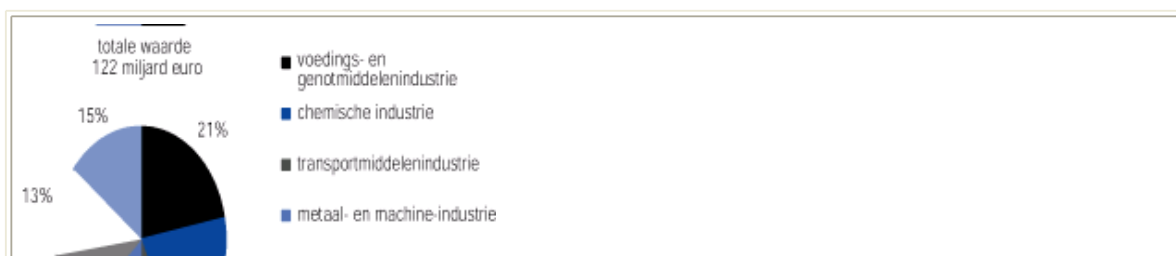 totale waarde
122 miljard euro
voedings- en
genotmiddelenindustrie
chemische industrie
15%
21%
transportmiddelenindustrie
13%
metaal- en machine-industrie